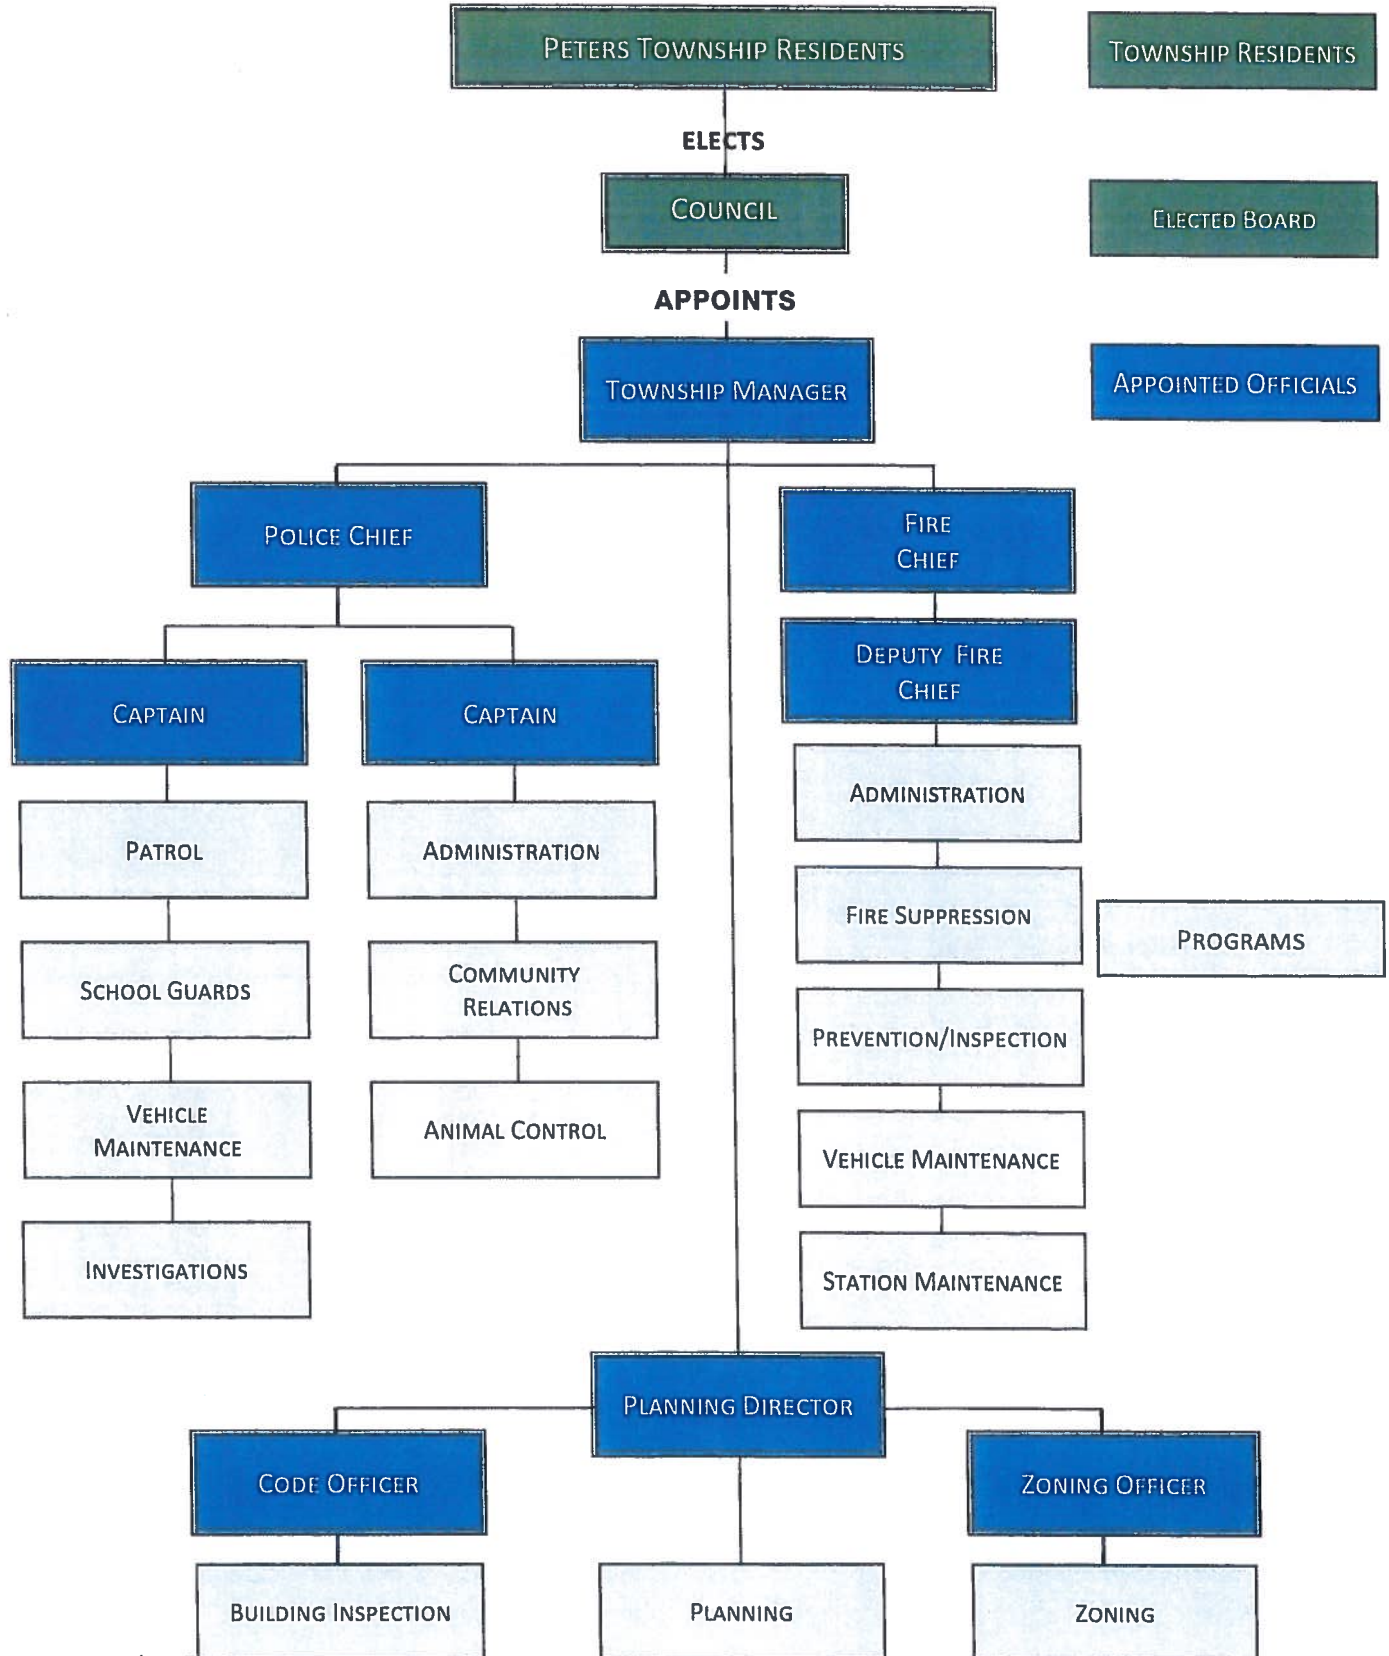 PETERS TOWNSHIP RESIDENTS
TOWNSHIP RESIDENTS
ELECTS
COUNCIL
ELECTED BOARD
APPOINTS
TOWNSHIP MANAGER
APPOINTED OFFICIALS
POLICE CHIEF
FIRE
CHIEF
DEPUTY FIRE
CHIEF
CAPTAIN
CAPTAIN
ADMINISTRATION
PATROL
ADMINISTRATION
FIRE SUPPRESSION
PROGRAMS
SCHOOL GUARDS
COMMUNITY
RELATIONS
PREVENTION/INSPECTION
VEHICLE
MAINTENANCE
ANIMAL CONTROL
VEHICLE MAINTENANCE
INVESTIGATIONS
STATION MAINTENANCE
PLANNING DIRECTOR
CODE OFFICER
ZONING OFFICER
BUILDING INSPECTION
PLANNING
ZONING